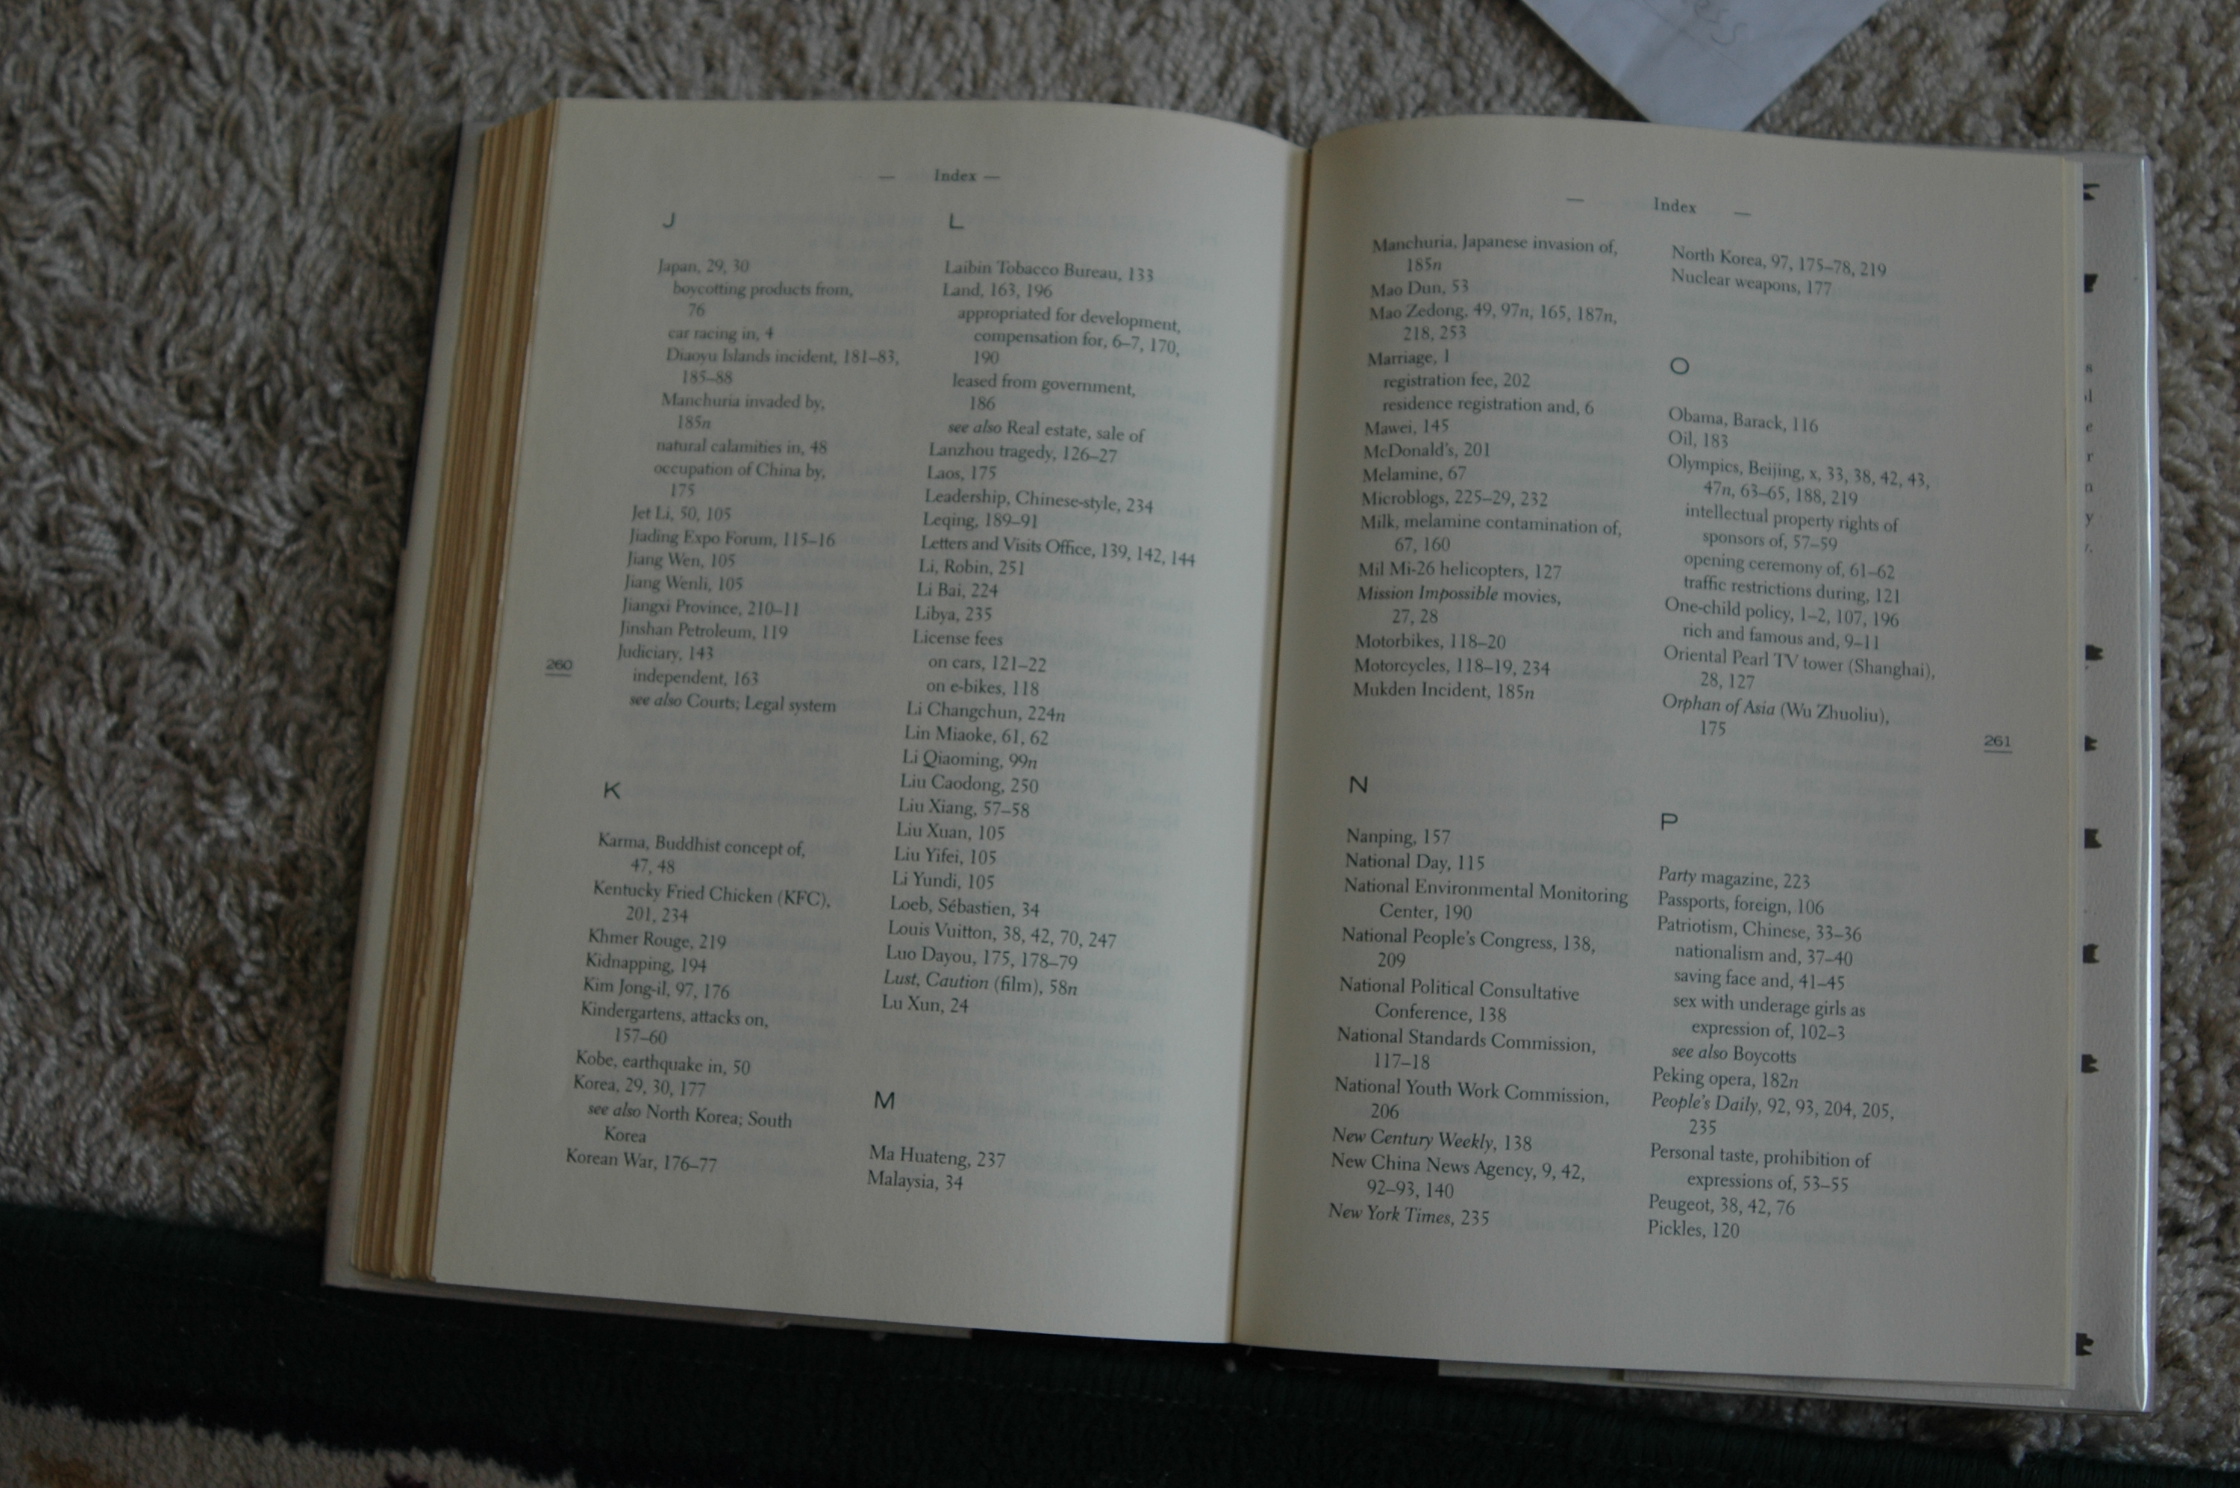 — Index —
J
Japan, 29, 30
boycotting products from,
76
car racing in, 4
Diaoyu Islands incident, 181–83,
185–88
Manchuria invaded by,
185n
natural calamities in, 48
occupation of China by,
175
Jet Li, 50, 105
Jiading Expo Forum, 115–16
Jiang Wen, 105
Jiang Wenli, 105
Jiangxi Province, 210–11
Jinshan Petroleum, 119
Judiciary, 143
independent, 163
see also Courts; Legal system
K
Karma, Buddhist concept of,
47, 48
Kentucky Fried Chicken (KFC),
201, 234
Khmer Rouge, 219
Kidnapping, 194
Kim Jong-il, 97, 176
Kindergartens, attacks on,
157–60
Kobe, earthquake in, 50
Korea, 29, 30, 177
see also North Korea; South
Korea
Korean War, 176–77
L
Laibin Tobacco Bureau, 133
Land, 163, 196
appropriated for development,
compensation for, 6–7, 170,
190
leased from government,
186
see also Real estate, sale of
Lanzhou tragedy, 126–27
Laos, 175
Leadership, Chinese-style, 234
Leqing, 189–91
Letters and Visits Office, 139, 142, 144
Li, Robin, 251
Li Bai, 224
Libya, 235
License fees
on cars, 121–22
on e-bikes, 118
Li Changchun, 224n
Lin Miaoke, 61, 62
Li Qiaoming, 99n
Liu Caodong, 250
Liu Xiang, 57–58
Liu Xuan, 105
Liu Yifei, 105
Li Yundi, 105
Loeb, Sébastien, 34
Louis Vuitton, 38, 42, 70, 247
Luo Dayou, 175, 178–79
Lust, Caution (film), 58n
Lu Xun, 24
M
Ma Huateng, 237
Malaysia, 34
260
— Index —
Manchuria, Japanese invasion of,
185n
Mao Dun, 53
Mao Zedong, 49, 97n, 165, 187n,
218, 253
Marriage, 1
registration fee, 202
residence registration and, 6
Mawei, 145
McDonald's, 201
Melamine, 67
Microblogs, 225–29, 232
Milk, melamine contamination of,
67, 160
Mil Mi-26 helicopters, 127
Mission Impossible movies,
27, 28
Motorbikes, 118–20
Motorcycles, 118–19, 234
Mukden Incident, 185n
N
Nanping, 157
National Day, 115
National Environmental Monitoring
Center, 190
National People's Congress, 138,
209
National Political Consultative
Conference, 138
National Standards Commission,
117–18
National Youth Work Commission,
206
New Century Weekly, 138
New China News Agency, 9, 42,
92–93, 140
New York Times, 235
North Korea, 97, 175–78, 219
Nuclear weapons, 177
O
Obama, Barack, 116
Oil, 183
Olympics, Beijing, x, 33, 38, 42, 43,
47n, 63–65, 188, 219
intellectual property rights of
sponsors of, 57–59
opening ceremony of, 61–62
traffic restrictions during, 121
One-child policy, 1–2, 107, 196
rich and famous and, 9–11
Oriental Pearl TV tower (Shanghai),
28, 127
Orphan of Asia (Wu Zhuoliu),
175
P
Party magazine, 223
Passports, foreign, 106
Patriotism, Chinese, 33–36
nationalism and, 37–40
saving face and, 41–45
sex with underage girls as
expression of, 102–3
see also Boycotts
Peking opera, 182n
People's Daily, 92, 93, 204, 205,
235
Personal taste, prohibition of
expressions of, 53–55
Peugeot, 38, 42, 76
Pickles, 120
261